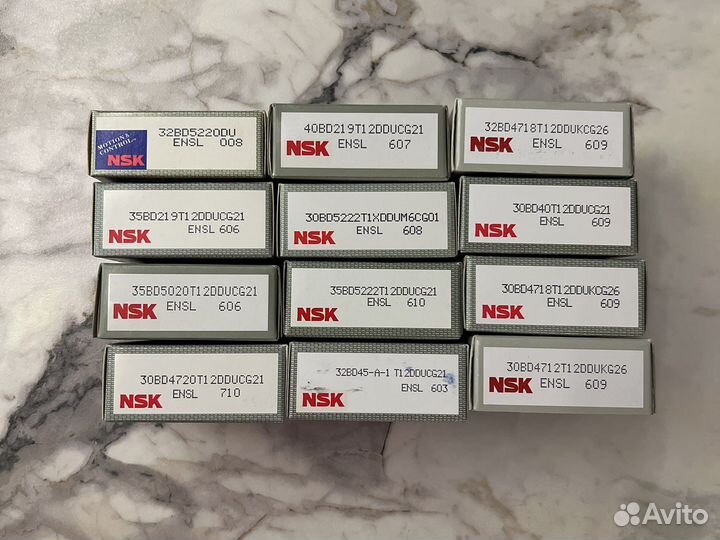 32BD5220DU
MOTION & CONTROL™
NSK
ENSL 008
40BD219T12DDUCG21
NSK ENSL 607
32BD4718T12DDUKCG26
NSK ENSL 609
35BD219T12DDUCG21
NSK ENSL 606
30BD5222T1XDDUM6CG01
NSK ENSL 608
30BD40T12DDUCG21
NSK ENSL 609
35BD5020T12DDUCG21
NSK ENSL 606
35BD5222T12DDUCG21
NSK ENSL 610
30BD4718T12DDUKCG26
NSK ENSL 609
30BD4720T12DDUCG21
NSK ENSL 710
32BD45-A-1 T12DDUCG21
NSK ENSL 603
30BD4712T12DDUKG26
NSK ENSL 609
Avito